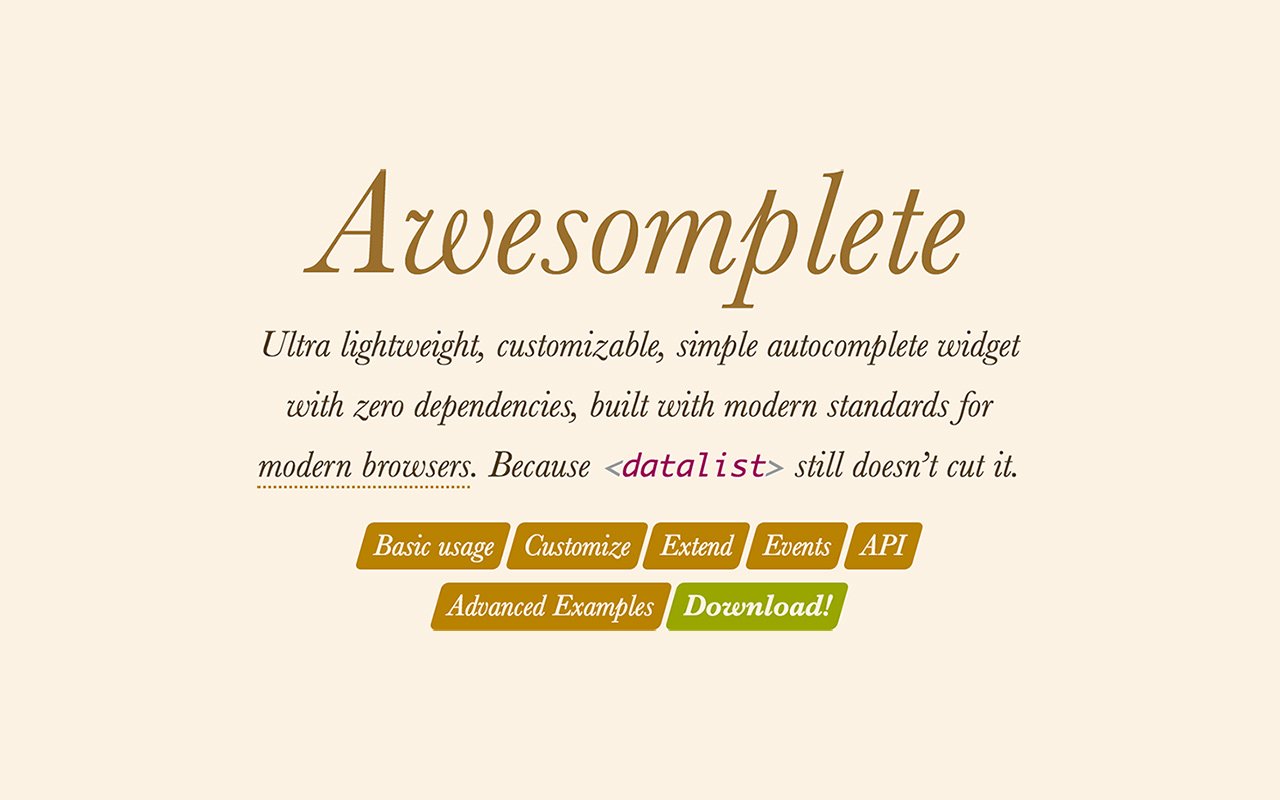 Awesomplete
Ultra lightweight, customizable, simple autocomplete widget
with zero dependencies, built with modern standards for
modern browsers. Because <datalist> still doesn’t cut it.
Basic usage Customize Extend Events API
Advanced Examples Download!